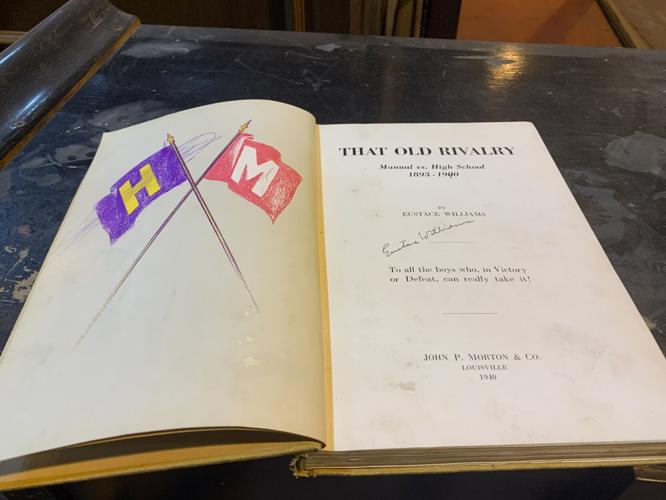 H
M
THAT OLD RIVALRY
Manual vs. High School
1893 - 1940
BY
EUSTACE WILLIAMS
Eustace Williams
To all the boys who, in Victory
or Defeat, can really take it!
JOHN P. MORTON & CO.
LOUISVILLE
1940